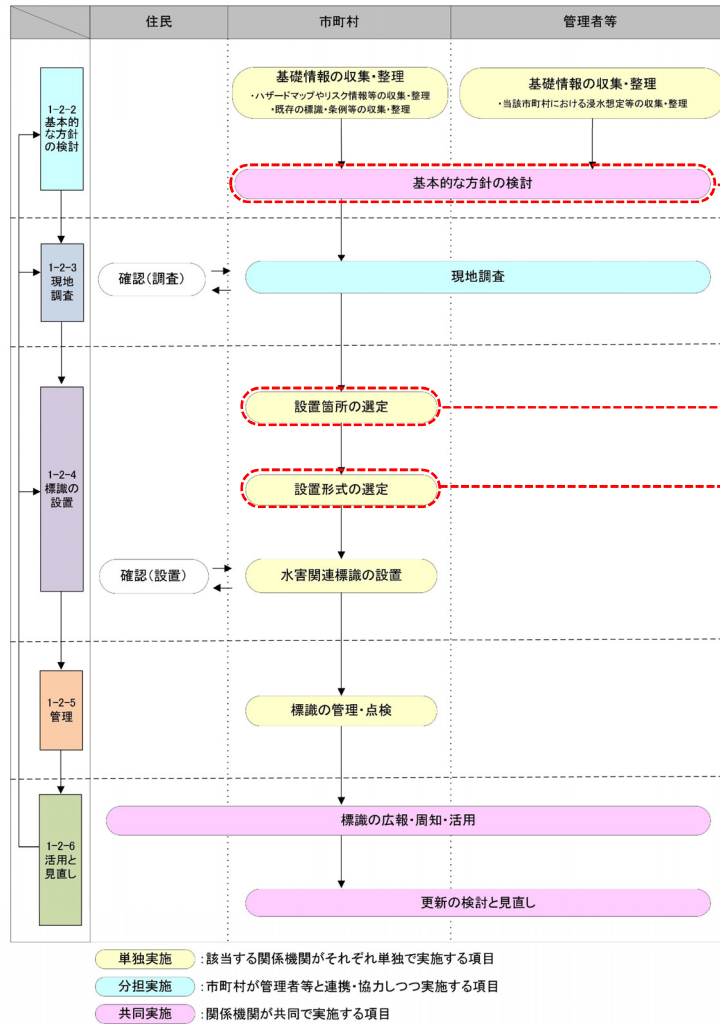 住民
市町村
管理者等
1-2-2
基本的
な方針
の検討
基礎情報の収集・整理
・ハザードマップやリスク情報等の収集・整理
・既存の標識・条例等の収集・整理
基礎情報の収集・整理
・当該市町村における浸水想定等の収集・整理
基本的な方針の検討
1-2-3
現地
調査
確認（調査）
現地調査
1-2-4
標識の
設置
設置箇所の選定
設置形式の選定
確認（設置）
水害関連標識の設置
1-2-5
管理
標識の管理・点検
1-2-6
活用と
見直し
標識の広報・周知・活用
更新の検討と見直し
単独実施 ：該当する関係機関がそれぞれ単独で実施する項目
分担実施 ：市町村が管理者等と連携・協力しつつ実施する項目
共同実施 ：関係機関が共同で実施する項目